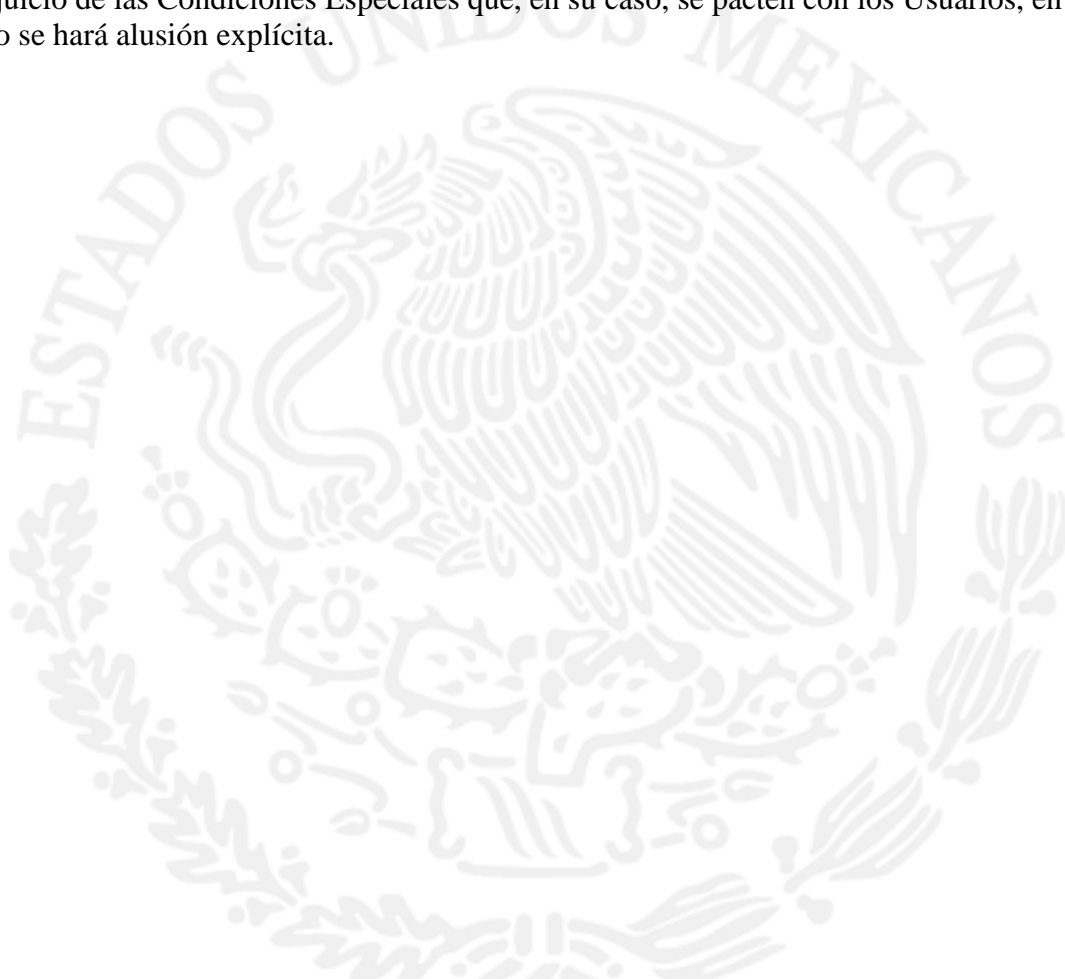 juicio de las Condiciones Especiales que, en su caso, se pacten con los Usuarios, en
o se hará alusión explícita.
ESTADOS UNIDOS MEXICANOS